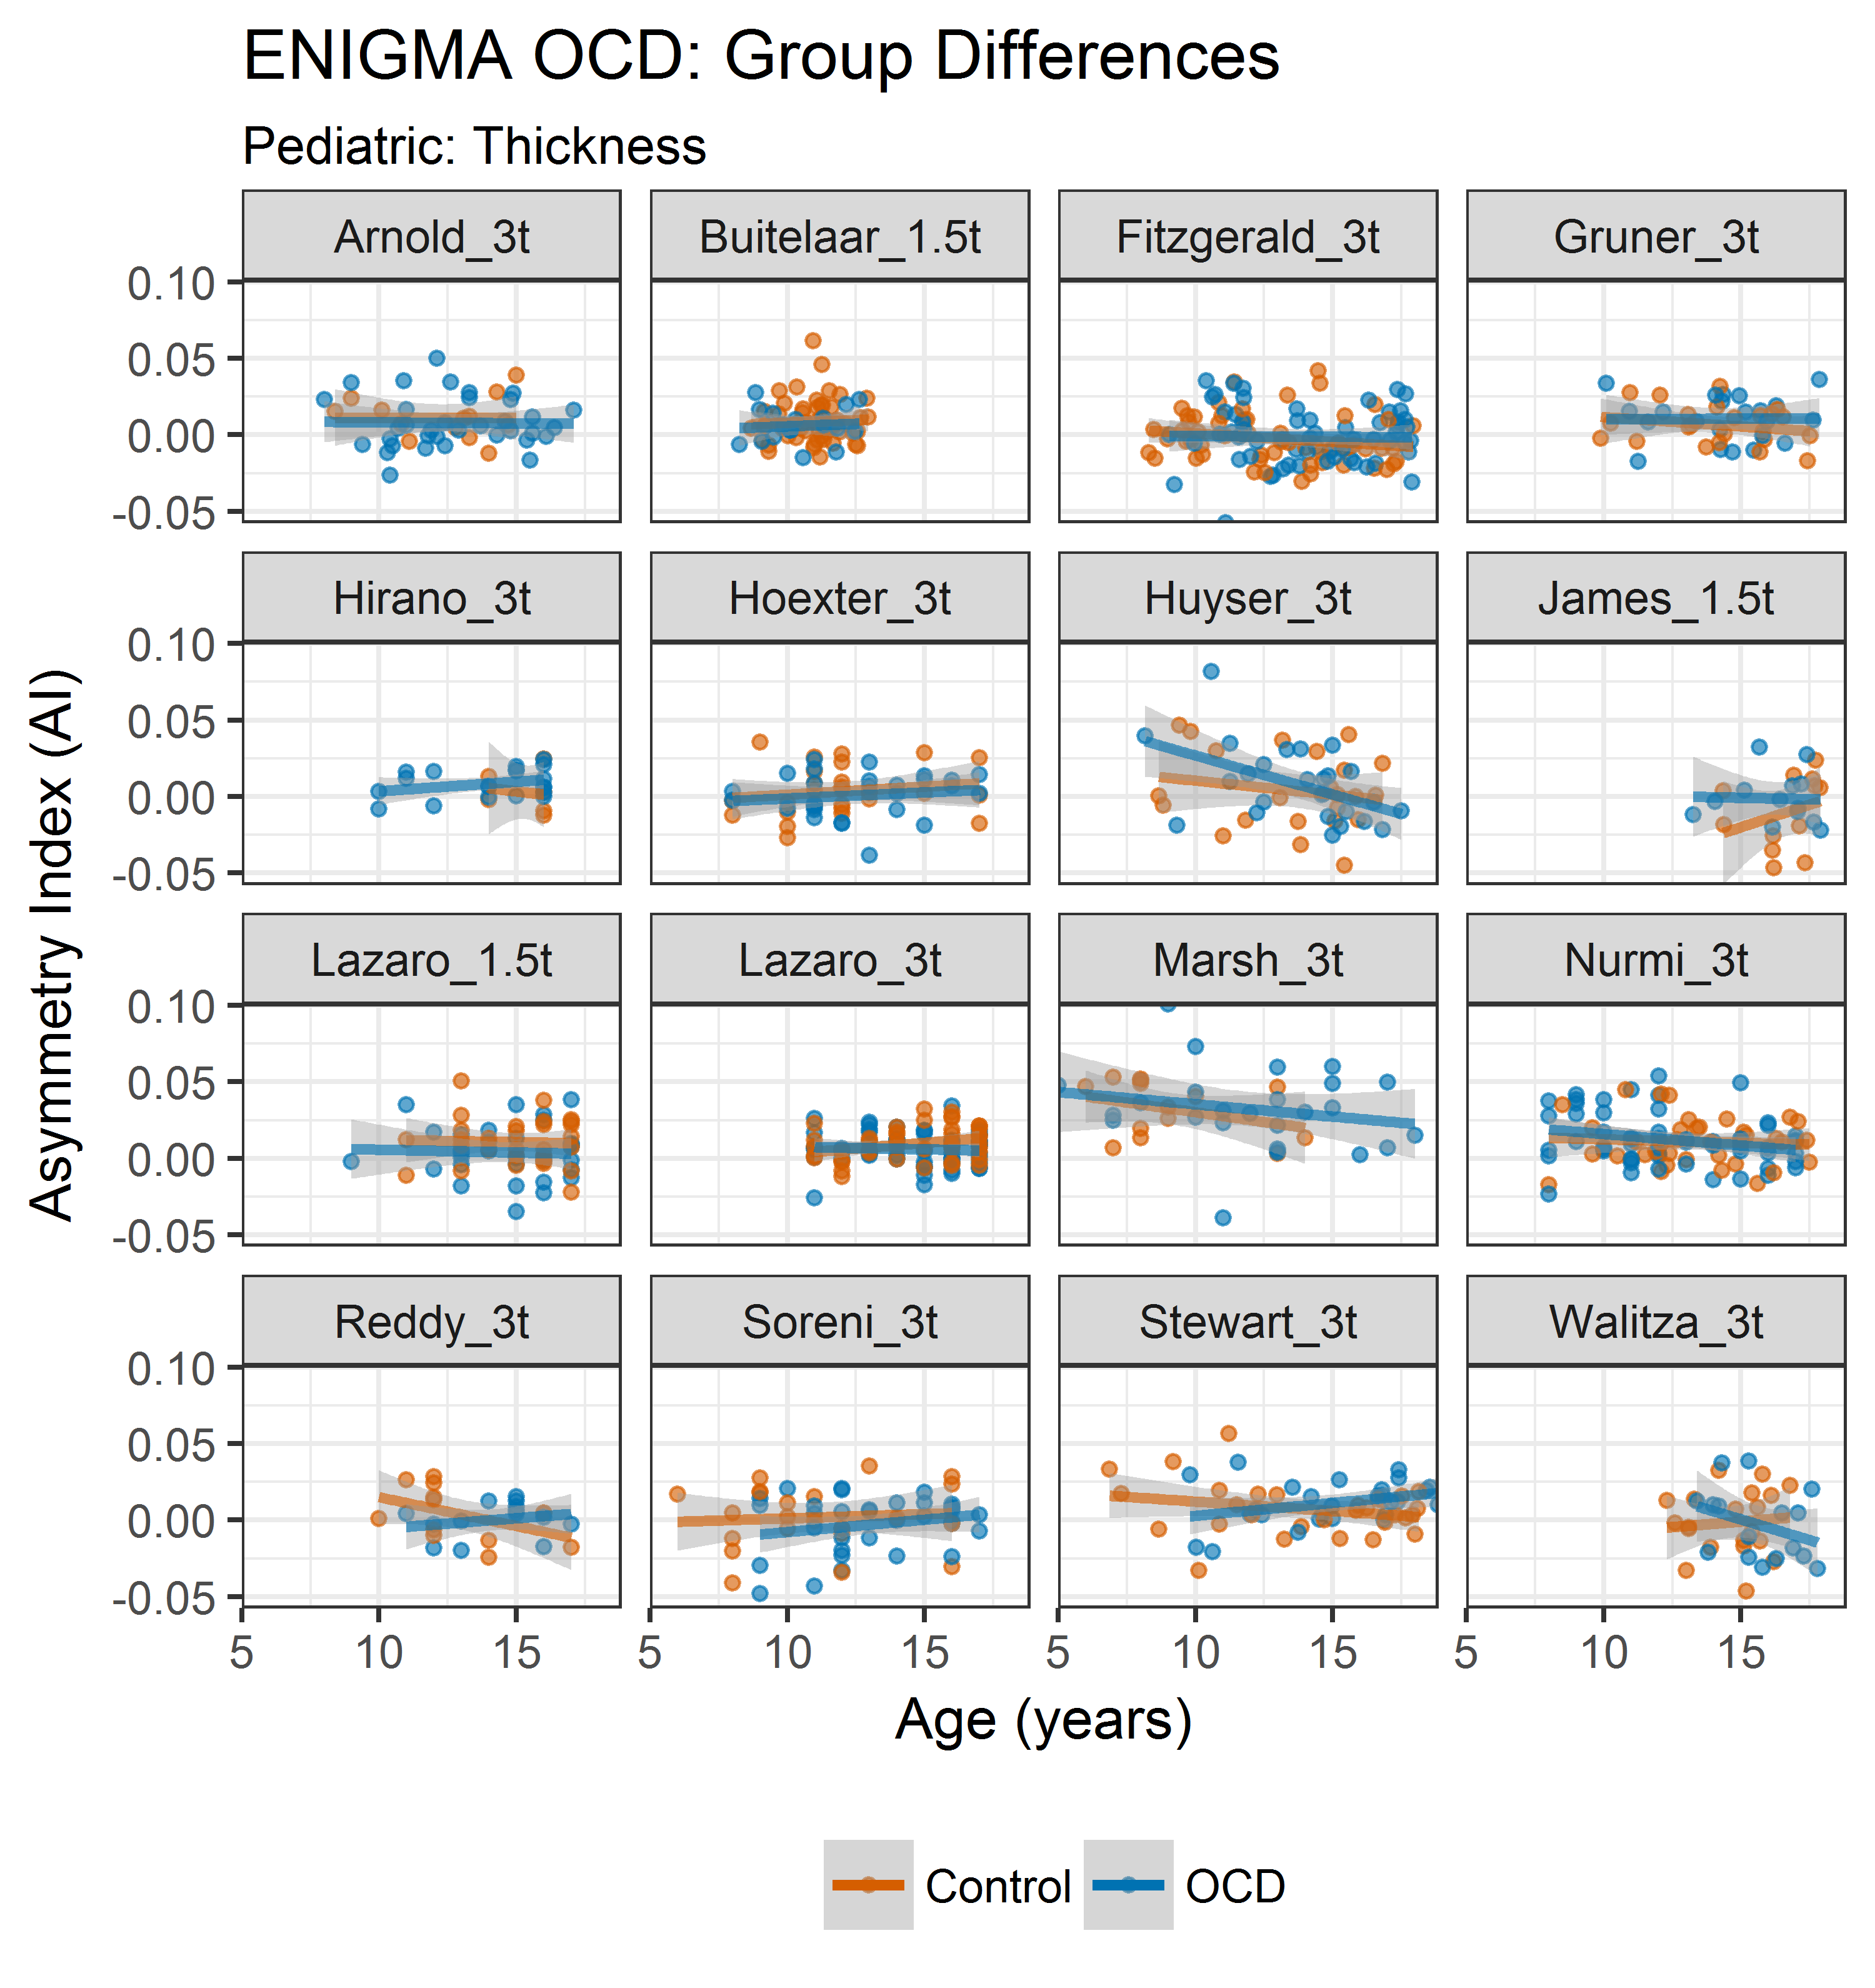 ENIGMA OCD: Group Differences
Pediatric: Thickness
Arnold_3t Buitelaar_1.5t Fitzgerald_3t Gruner_3t
0.10
0.05
0.00
-0.05
Hirano_3t Hoexter_3t Huyser_3t James_1.5t
0.10
0.05
0.00
-0.05
Asymmetry Index (AI)
Lazaro_1.5t Lazaro_3t Marsh_3t Nurmi_3t
0.10
0.05
0.00
-0.05
Reddy_3t Soreni_3t Stewart_3t Walitza_3t
0.10
0.05
0.00
-0.05
5 10 15 5 10 15 5 10 15 5 10 15
Age (years)
Control OCD